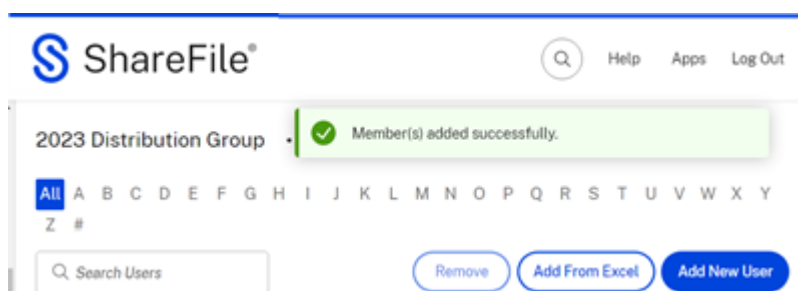 ShareFile®
Help Apps Log Out
2023 Distribution Group •
Member(s) added successfully.
All A B C D E F G H I J K L M N O P Q R S T U V W X Y
Z #
Search Users
Remove Add From Excel Add New User